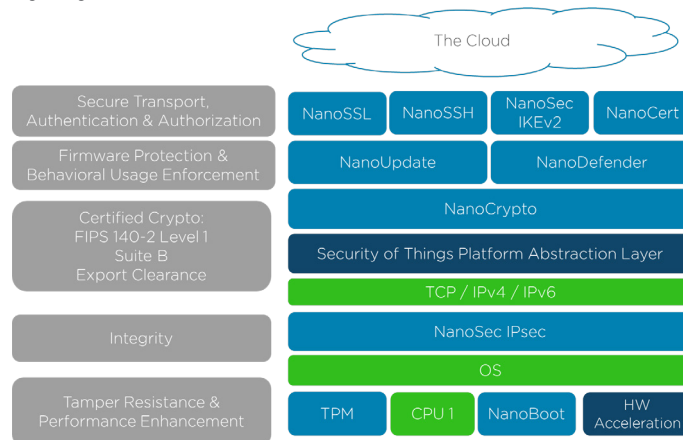 The Cloud
Secure Transport,
Authentication & Authorization
NanoSSL
NanoSSH
NanoSec
IKEv2
NanoCert
Firmware Protection &
Behavioral Usage Enforcement
NanoUpdate
NanoDefender
Certified Crypto:
FIPS 140-2 Level 1
Suite B
Export Clearance
NanoCrypto
Security of Things Platform Abstraction Layer
TCP / IPv4 / IPv6
Integrity
NanoSec IPsec
OS
Tamper Resistance &
Performance Enhancement
TPM
CPU 1
NanoBoot
HW
Acceleration